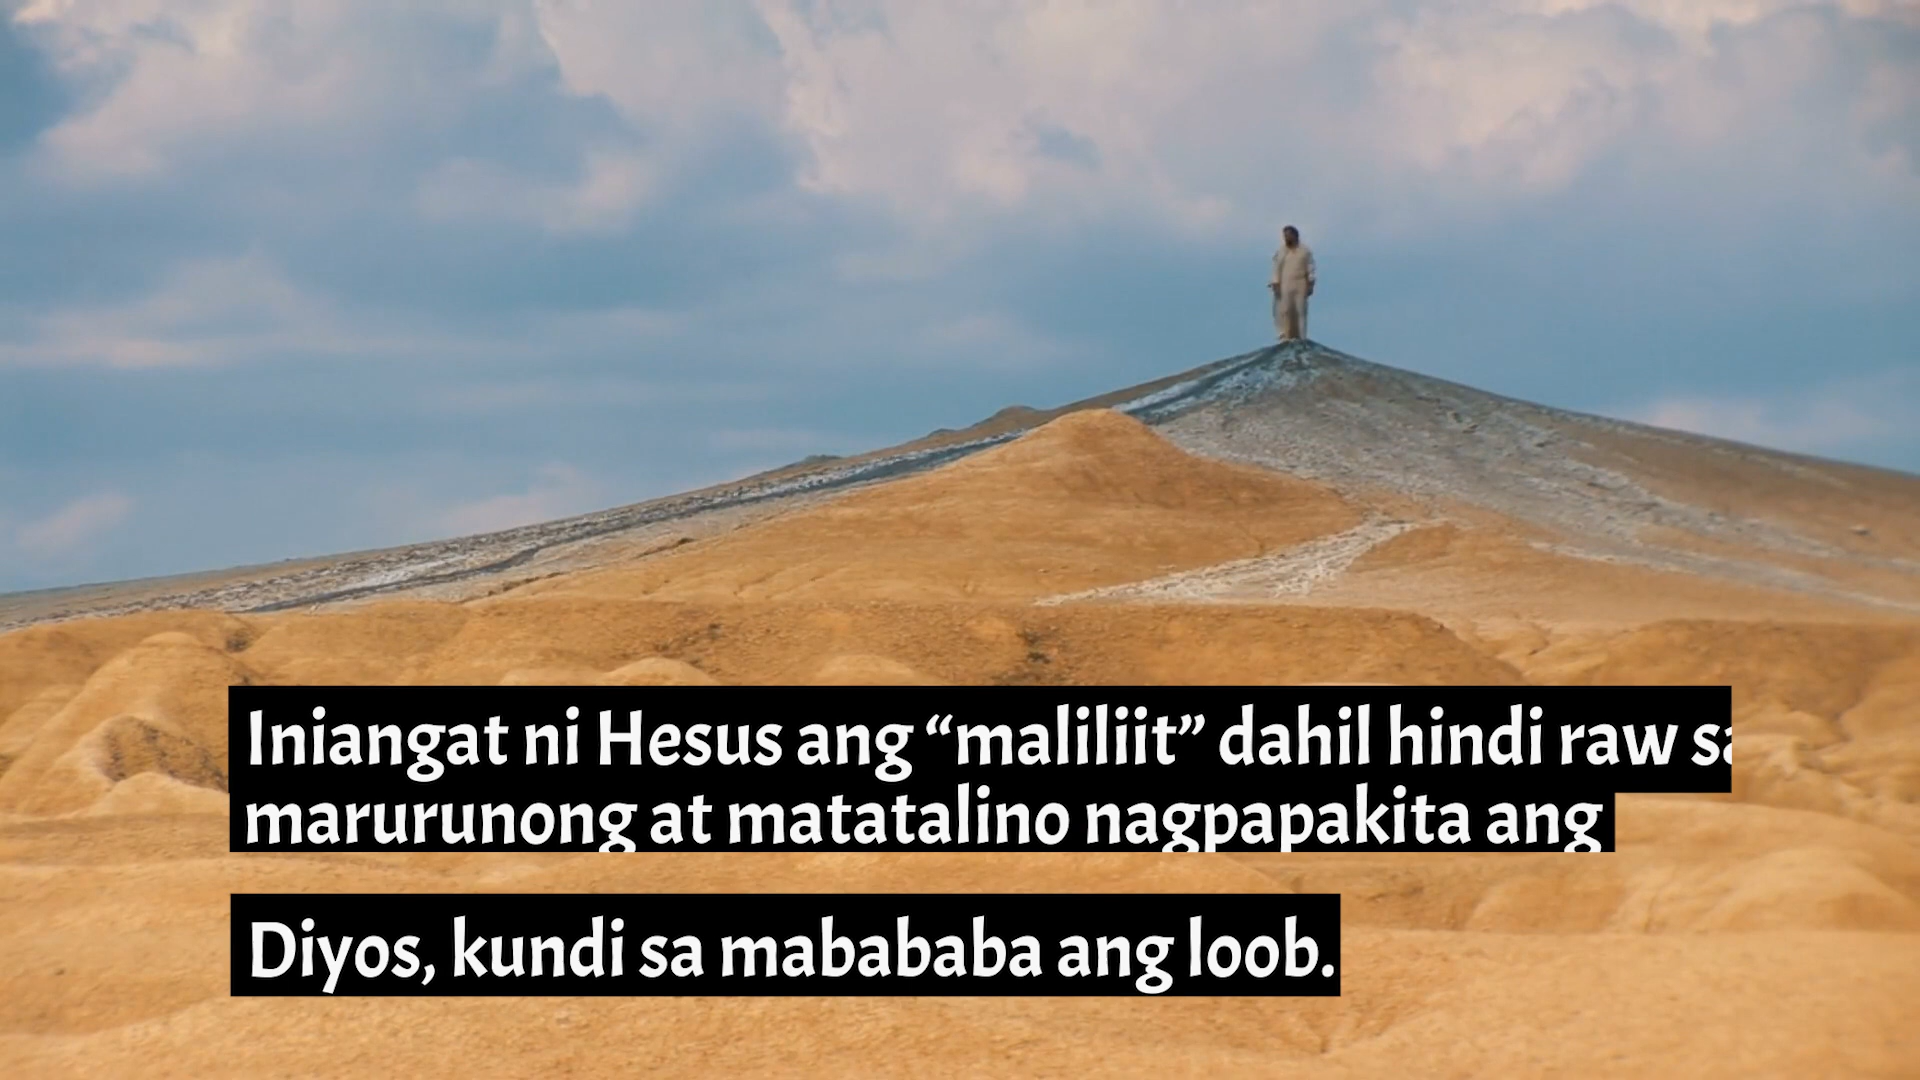 Iniangat ni Hesus ang “maliliit” dahil hindi raw sa
marurunong at matatalino nagpapakita ang
Diyos, kundi sa mabababa ang loob.